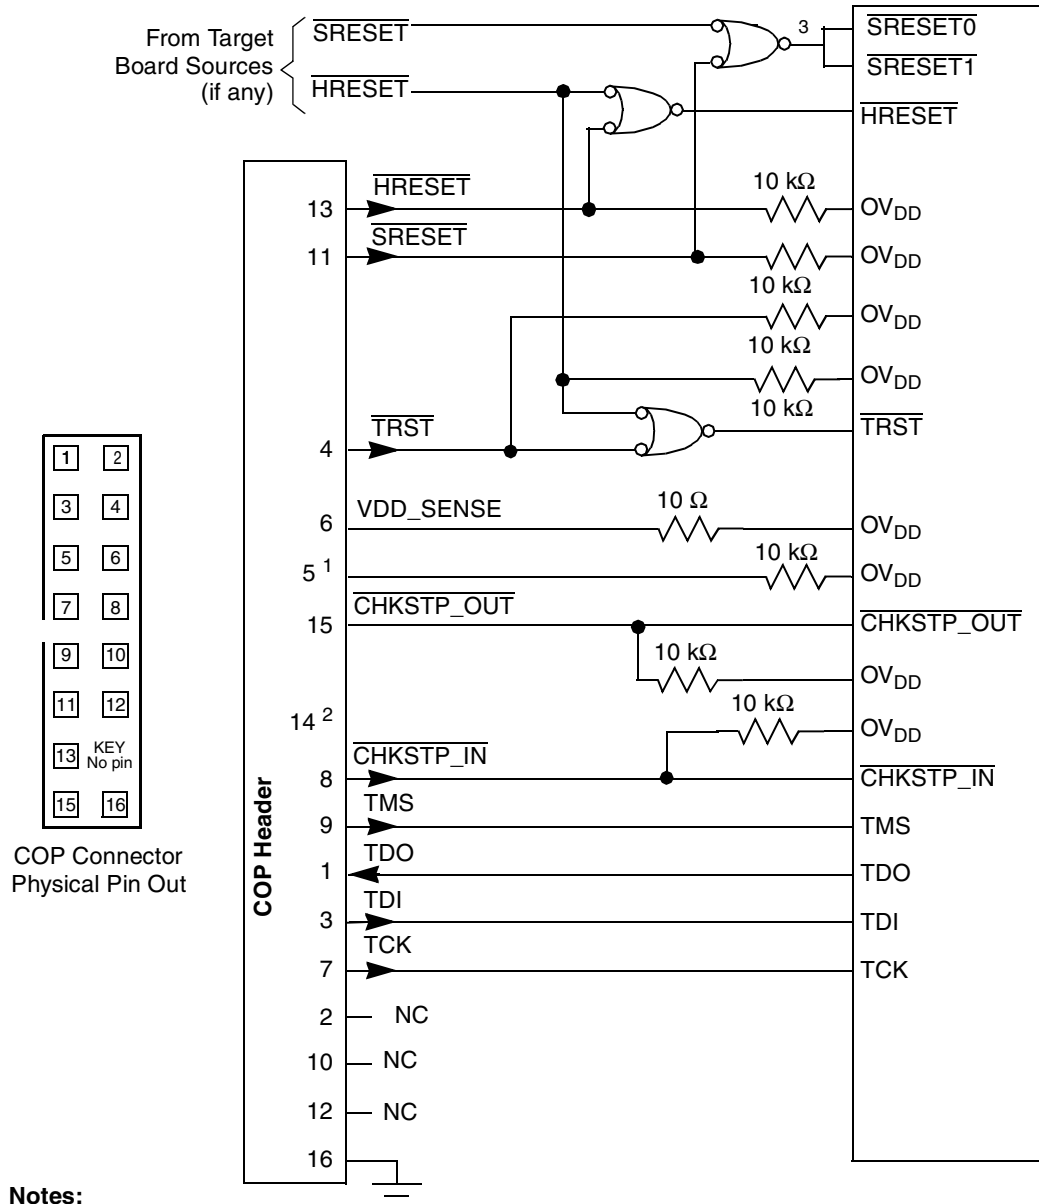 From Target
Board Sources
(if any)
SRESET
HRESET
3
SRESET0
SRESET1
HRESET
13
HRESET
10 kΩ
OVDD
11
SRESET
10 kΩ
OVDD
10 kΩ
OVDD
10 kΩ
OVDD
4
TRST
TRST
6
VDD_SENSE
10 Ω
OVDD
5 1
10 kΩ
OVDD
15
CHKSTP_OUT
CHKSTP_OUT
10 kΩ
OVDD
14 2
10 kΩ
OVDD
8
CHKSTP_IN
CHKSTP_IN
9
TMS
TMS
1
TDO
TDO
3
TDI
TDI
7
TCK
TCK
2
NC
10
NC
12
NC
16
COP Header
1 2
3 4
5 6
7 8
9 10
11 12
13 KEY
No pin
15 16
COP Connector
Physical Pin Out
Notes: